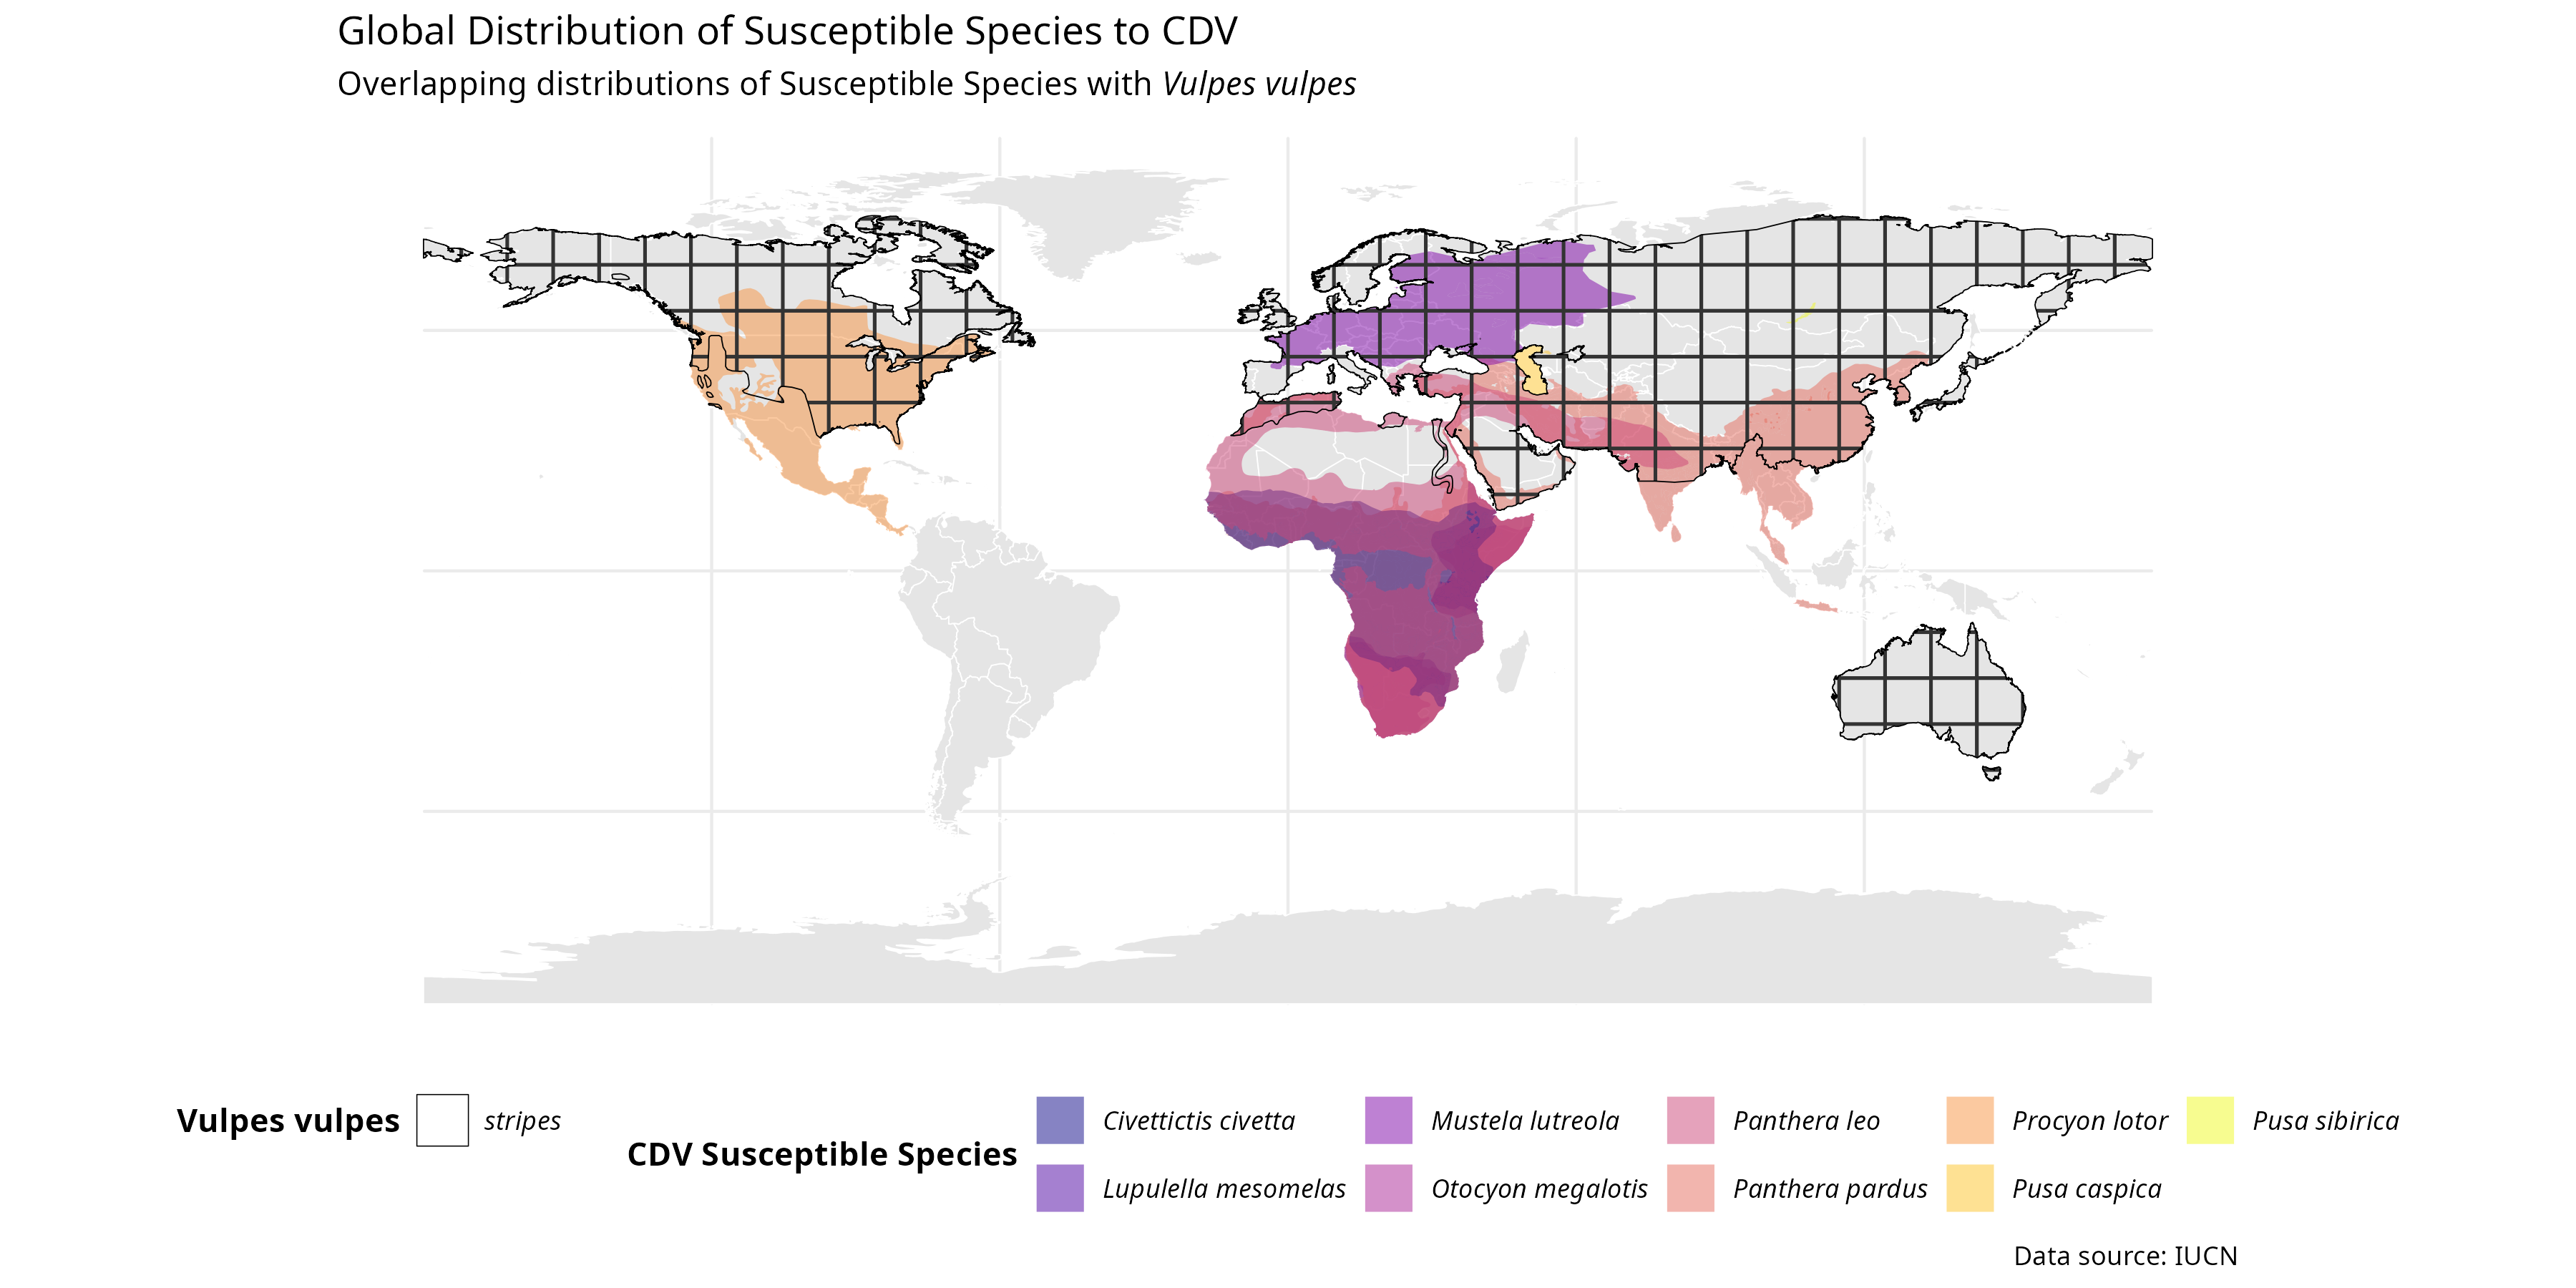 Global Distribution of Susceptible Species to CDV
Overlapping distributions of Susceptible Species with Vulpes vulpes
Vulpes vulpes stripes
CDV Susceptible Species
Civettictis civetta Mustela lutreola Panthera leo Procyon lotor Pusa sibirica
Lupulella mesomelas Otocyon megalotis Panthera pardus Pusa caspica
Data source: IUCN